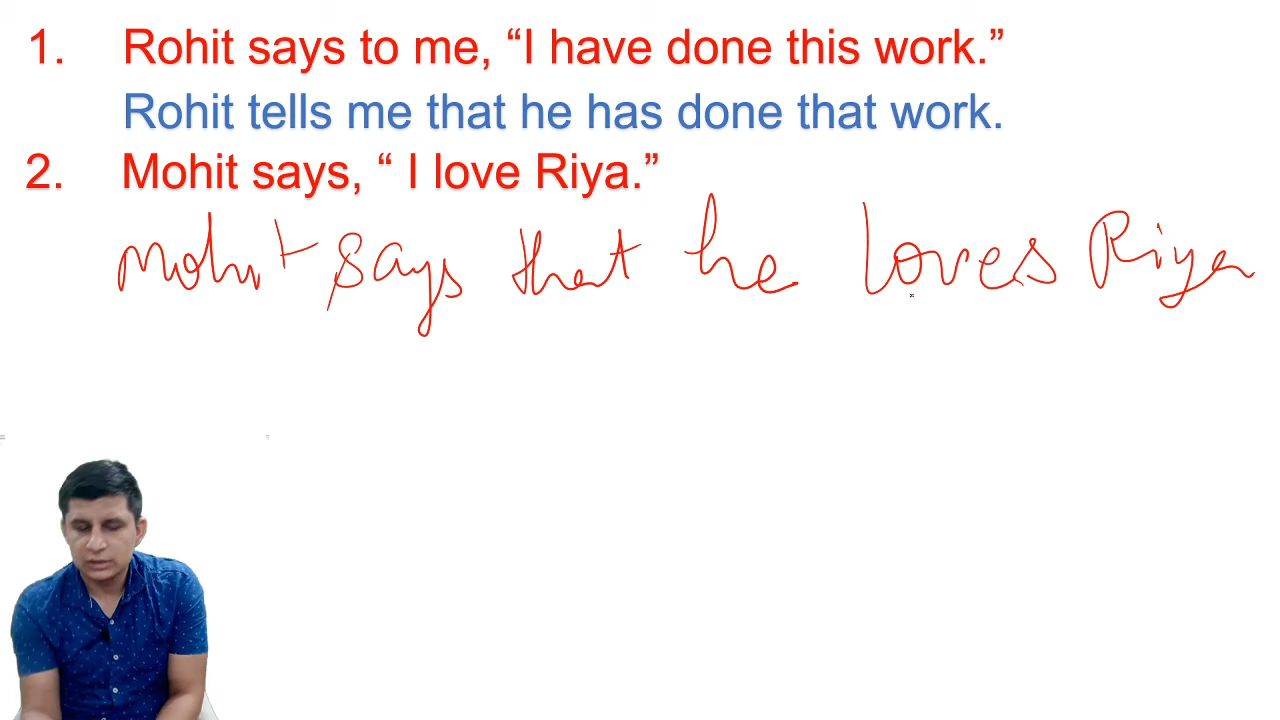 1. Rohit says to me, “I have done this work.”
Rohit tells me that he has done that work.
2. Mohit says, “ I love Riya.”
Mohit says that he loves Riya